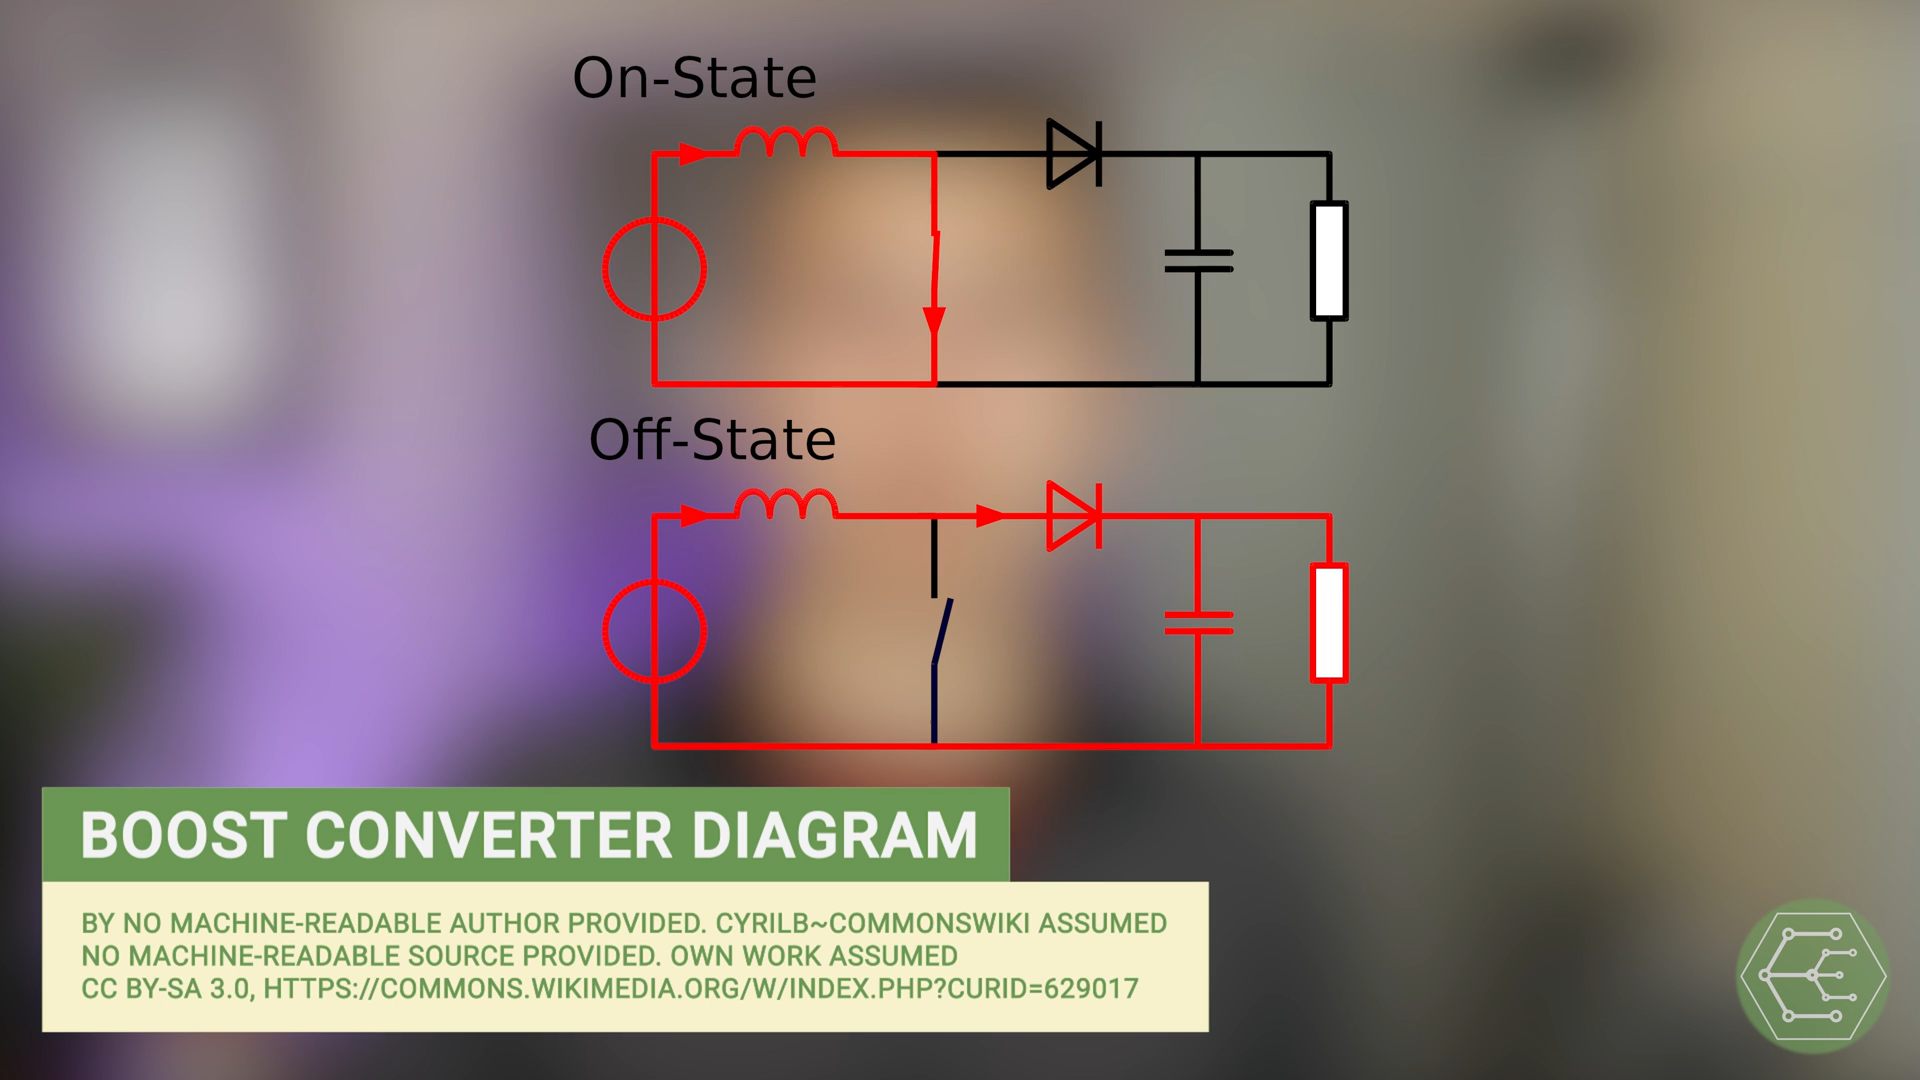 On-State
Off-State
BOOST CONVERTER DIAGRAM
BY NO MACHINE-READABLE AUTHOR PROVIDED. CYRILB~COMMONSWIKI ASSUMED
NO MACHINE-READABLE SOURCE PROVIDED. OWN WORK ASSUMED
CC BY-SA 3.0, HTTPS://COMMONS.WIKIMEDIA.ORG/W/INDEX.PHP?CURID=629017